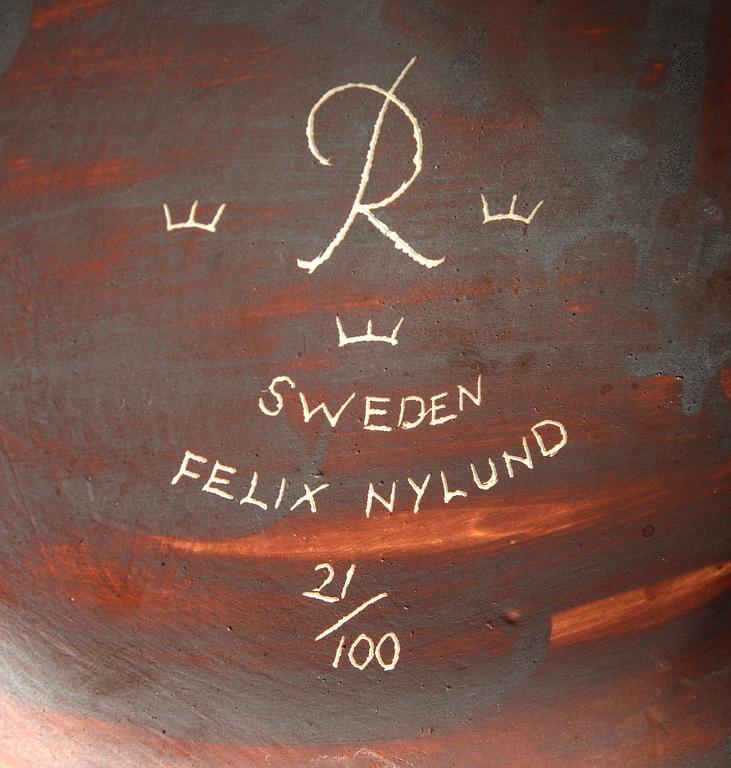 R
SWEDEN
FELIX NYLUND
21/100